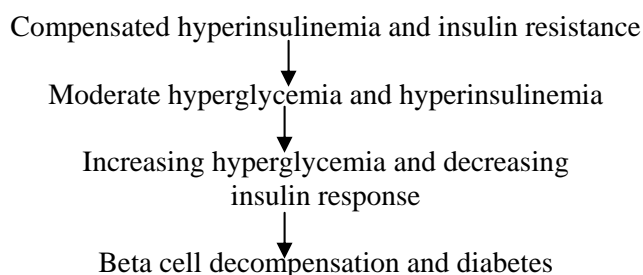 Compensated hyperinsulinemia and insulin resistance
Moderate hyperglycemia and hyperinsulinemia
Increasing hyperglycemia and decreasing
insulin response
Beta cell decompensation and diabetes